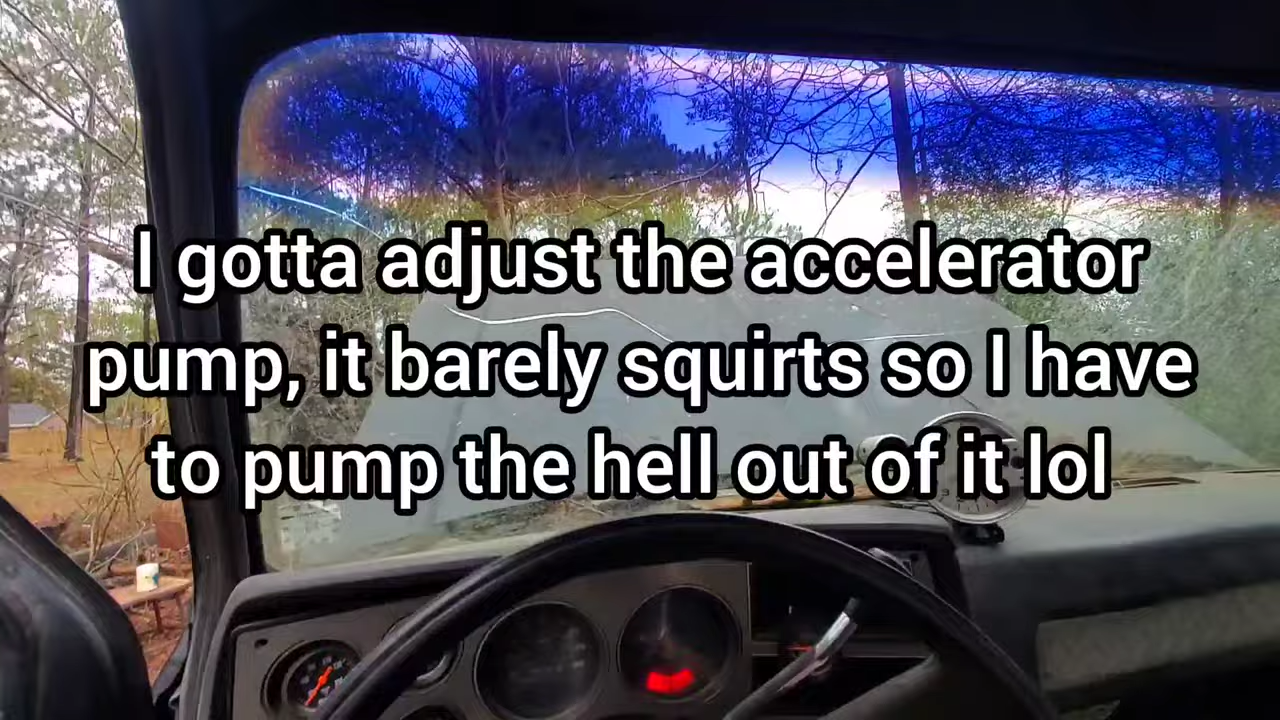 I gotta adjust the accelerator
pump, it barely squirts so I have
to pump the hell out of it lol